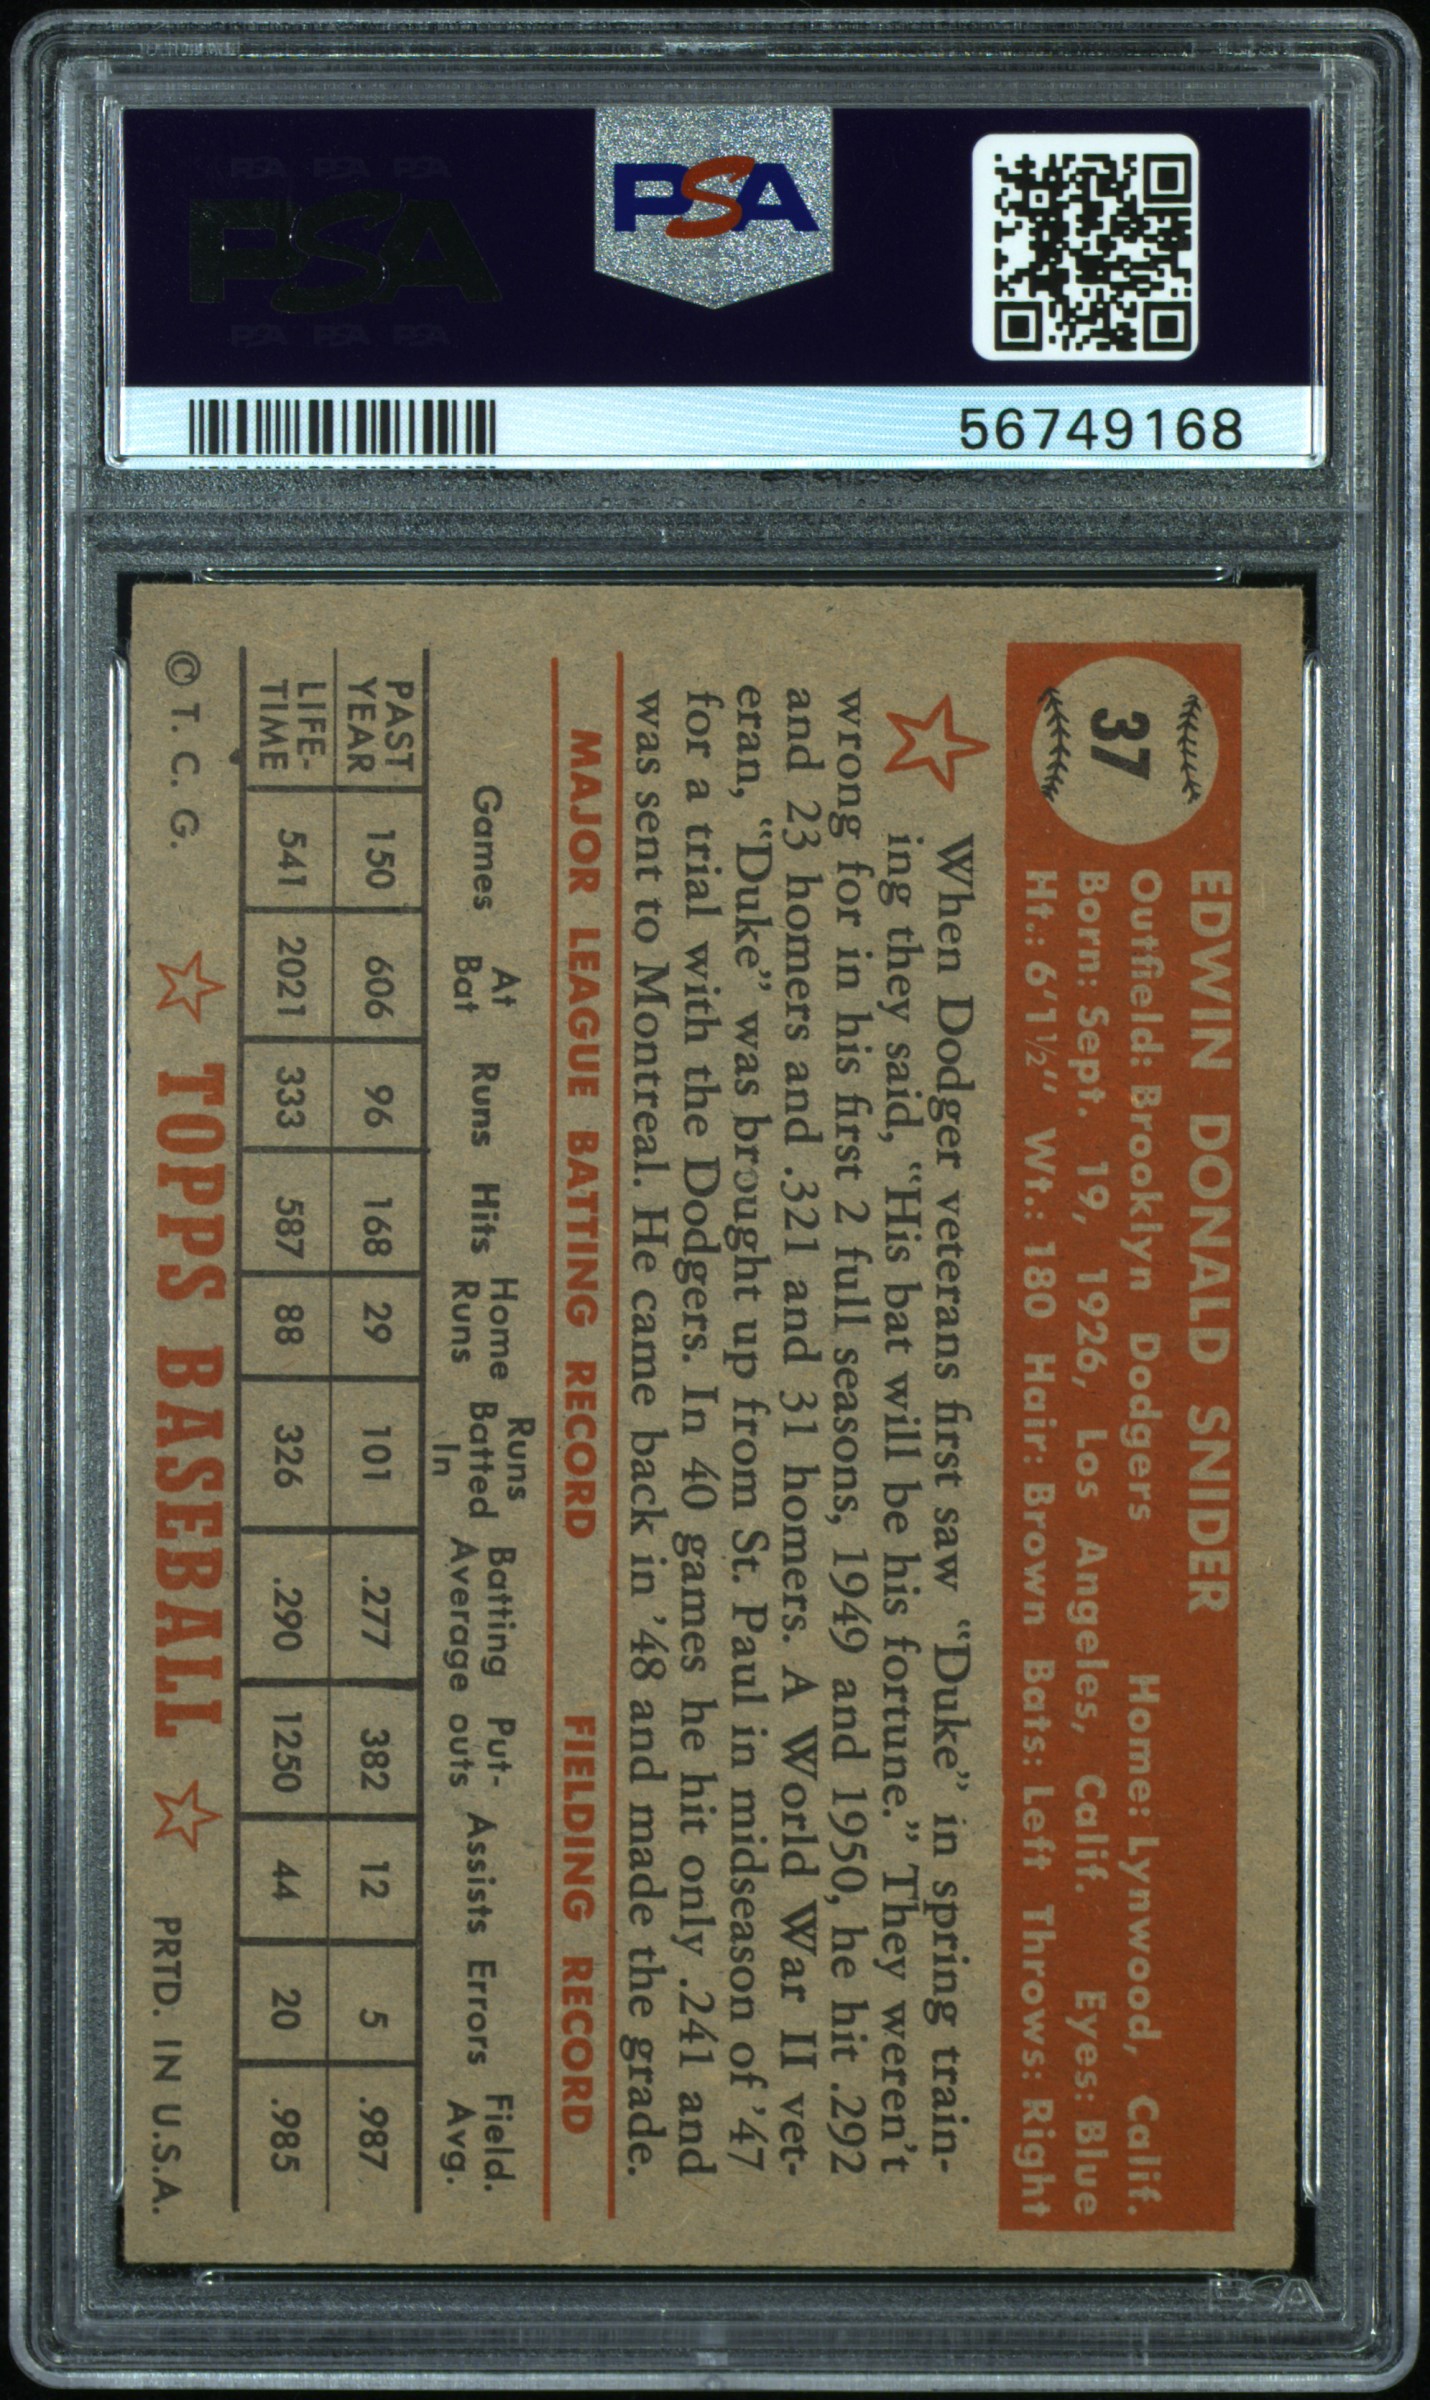 PSA PSA PSA
PSA
PSA PSA PSA
PSA
56749168
37
EDWIN DONALD SNIDER
Outfield: Brooklyn Dodgers Home: Lynwood, Calif.
Born: Sept. 19, 1926, Los Angeles, Calif. Eyes: Blue
Ht.: 6'1½" Wt.: 180 Hair: Brown Bats: Left Throws: Right
When Dodger veterans first saw "Duke" in spring train-
ing they said, "His bat will be his fortune." They weren't
wrong for in his first 2 full seasons, 1949 and 1950, he hit .292
and 23 homers and .321 and 31 homers. A World War II vet-
eran, "Duke" was brought up from St. Paul in midseason of '47
for a trial with the Dodgers. In 40 games he hit only .241 and
was sent to Montreal. He came back in '48 and made the grade.
MAJOR LEAGUE BATTING RECORD FIELDING RECORD
Games At Bat Runs Hits Home Runs Runs Batted In Batting Average Put-outs Assists Errors Field. Avg.
PAST YEAR 150 606 96 168 29 101 .277 382 12 5 .987
LIFE-TIME 541 2021 333 587 88 326 .290 1250 44 20 .985
© T. C. G. TOPPS BASEBALL PRTD. IN U.S.A.
PSA